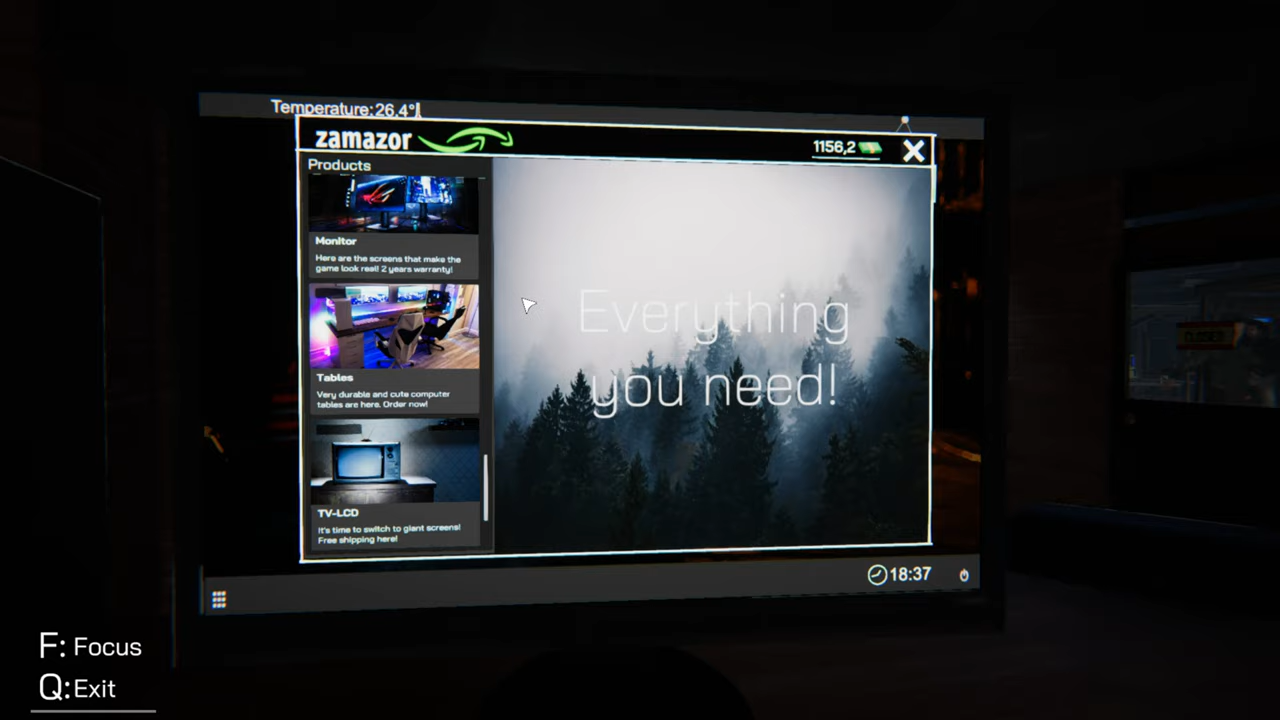 Temperature:26.4°
zamazor
1156,2
Products
Monitor
Here are the screens that make the
game look real! 2 years warranty!
Tables
Very durable and cute computer
tables are here. Order now!
TV-LCD
It's time to switch to giant screens!
Free shipping here!
Everything
you need!
18:37
CLOSED
F: Focus
Q:Exit